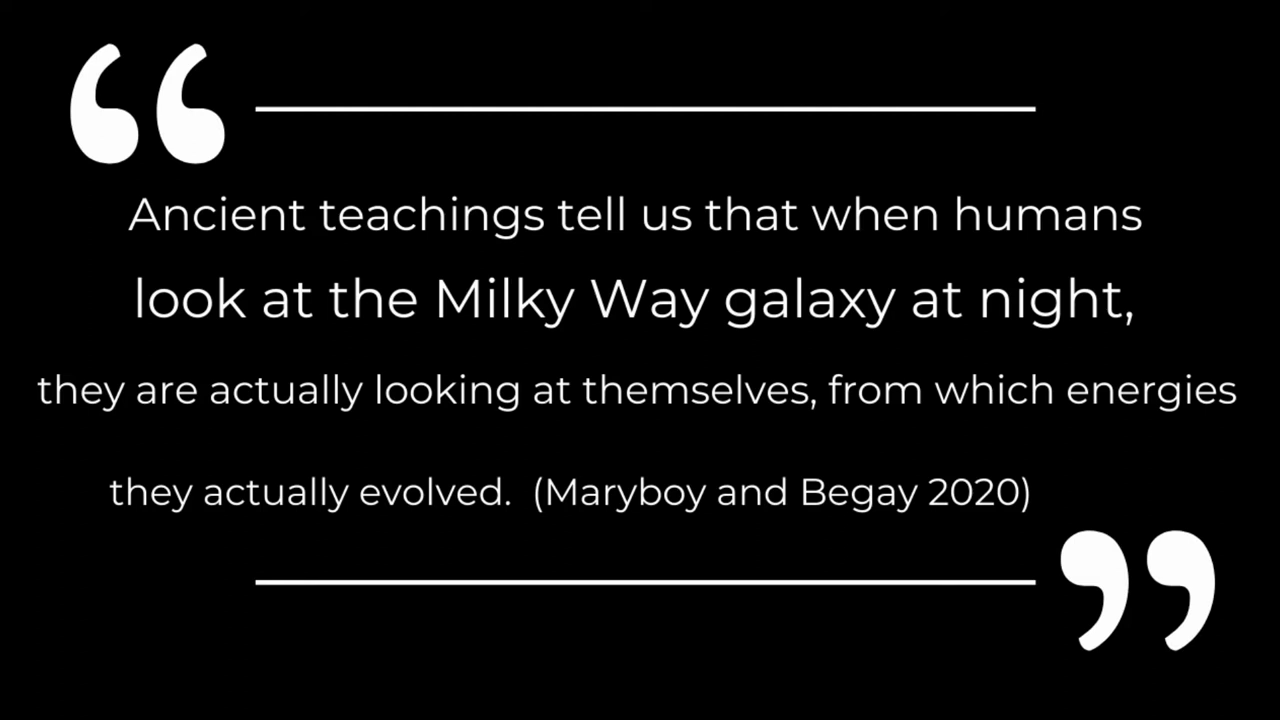 “
Ancient teachings tell us that when humans
look at the Milky Way galaxy at night,
they are actually looking at themselves, from which energies
they actually evolved.  (Maryboy and Begay 2020)
”